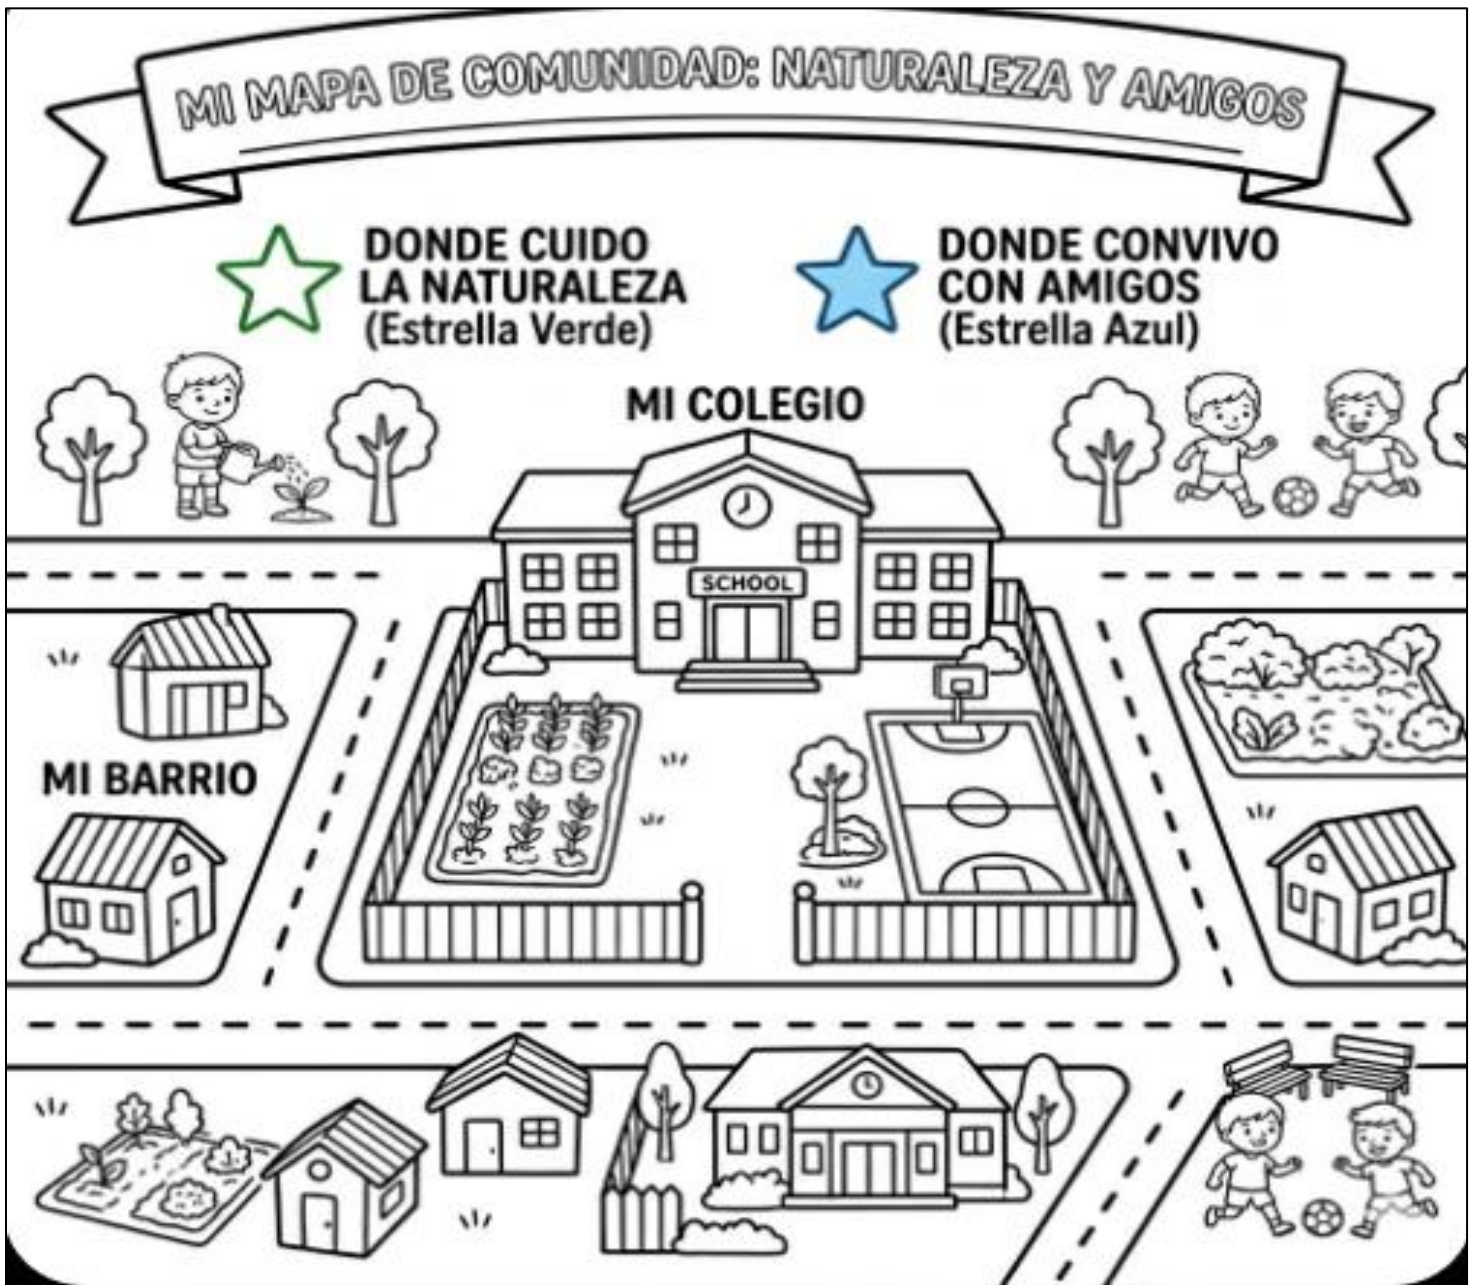 MI MAPA DE COMUNIDAD: NATURALEZA Y AMIGOS
DONDE CUIDO
LA NATURALEZA
(Estrella Verde)
DONDE CONVIVO
CON AMIGOS
(Estrella Azul)
MI COLEGIO
SCHOOL
MI BARRIO